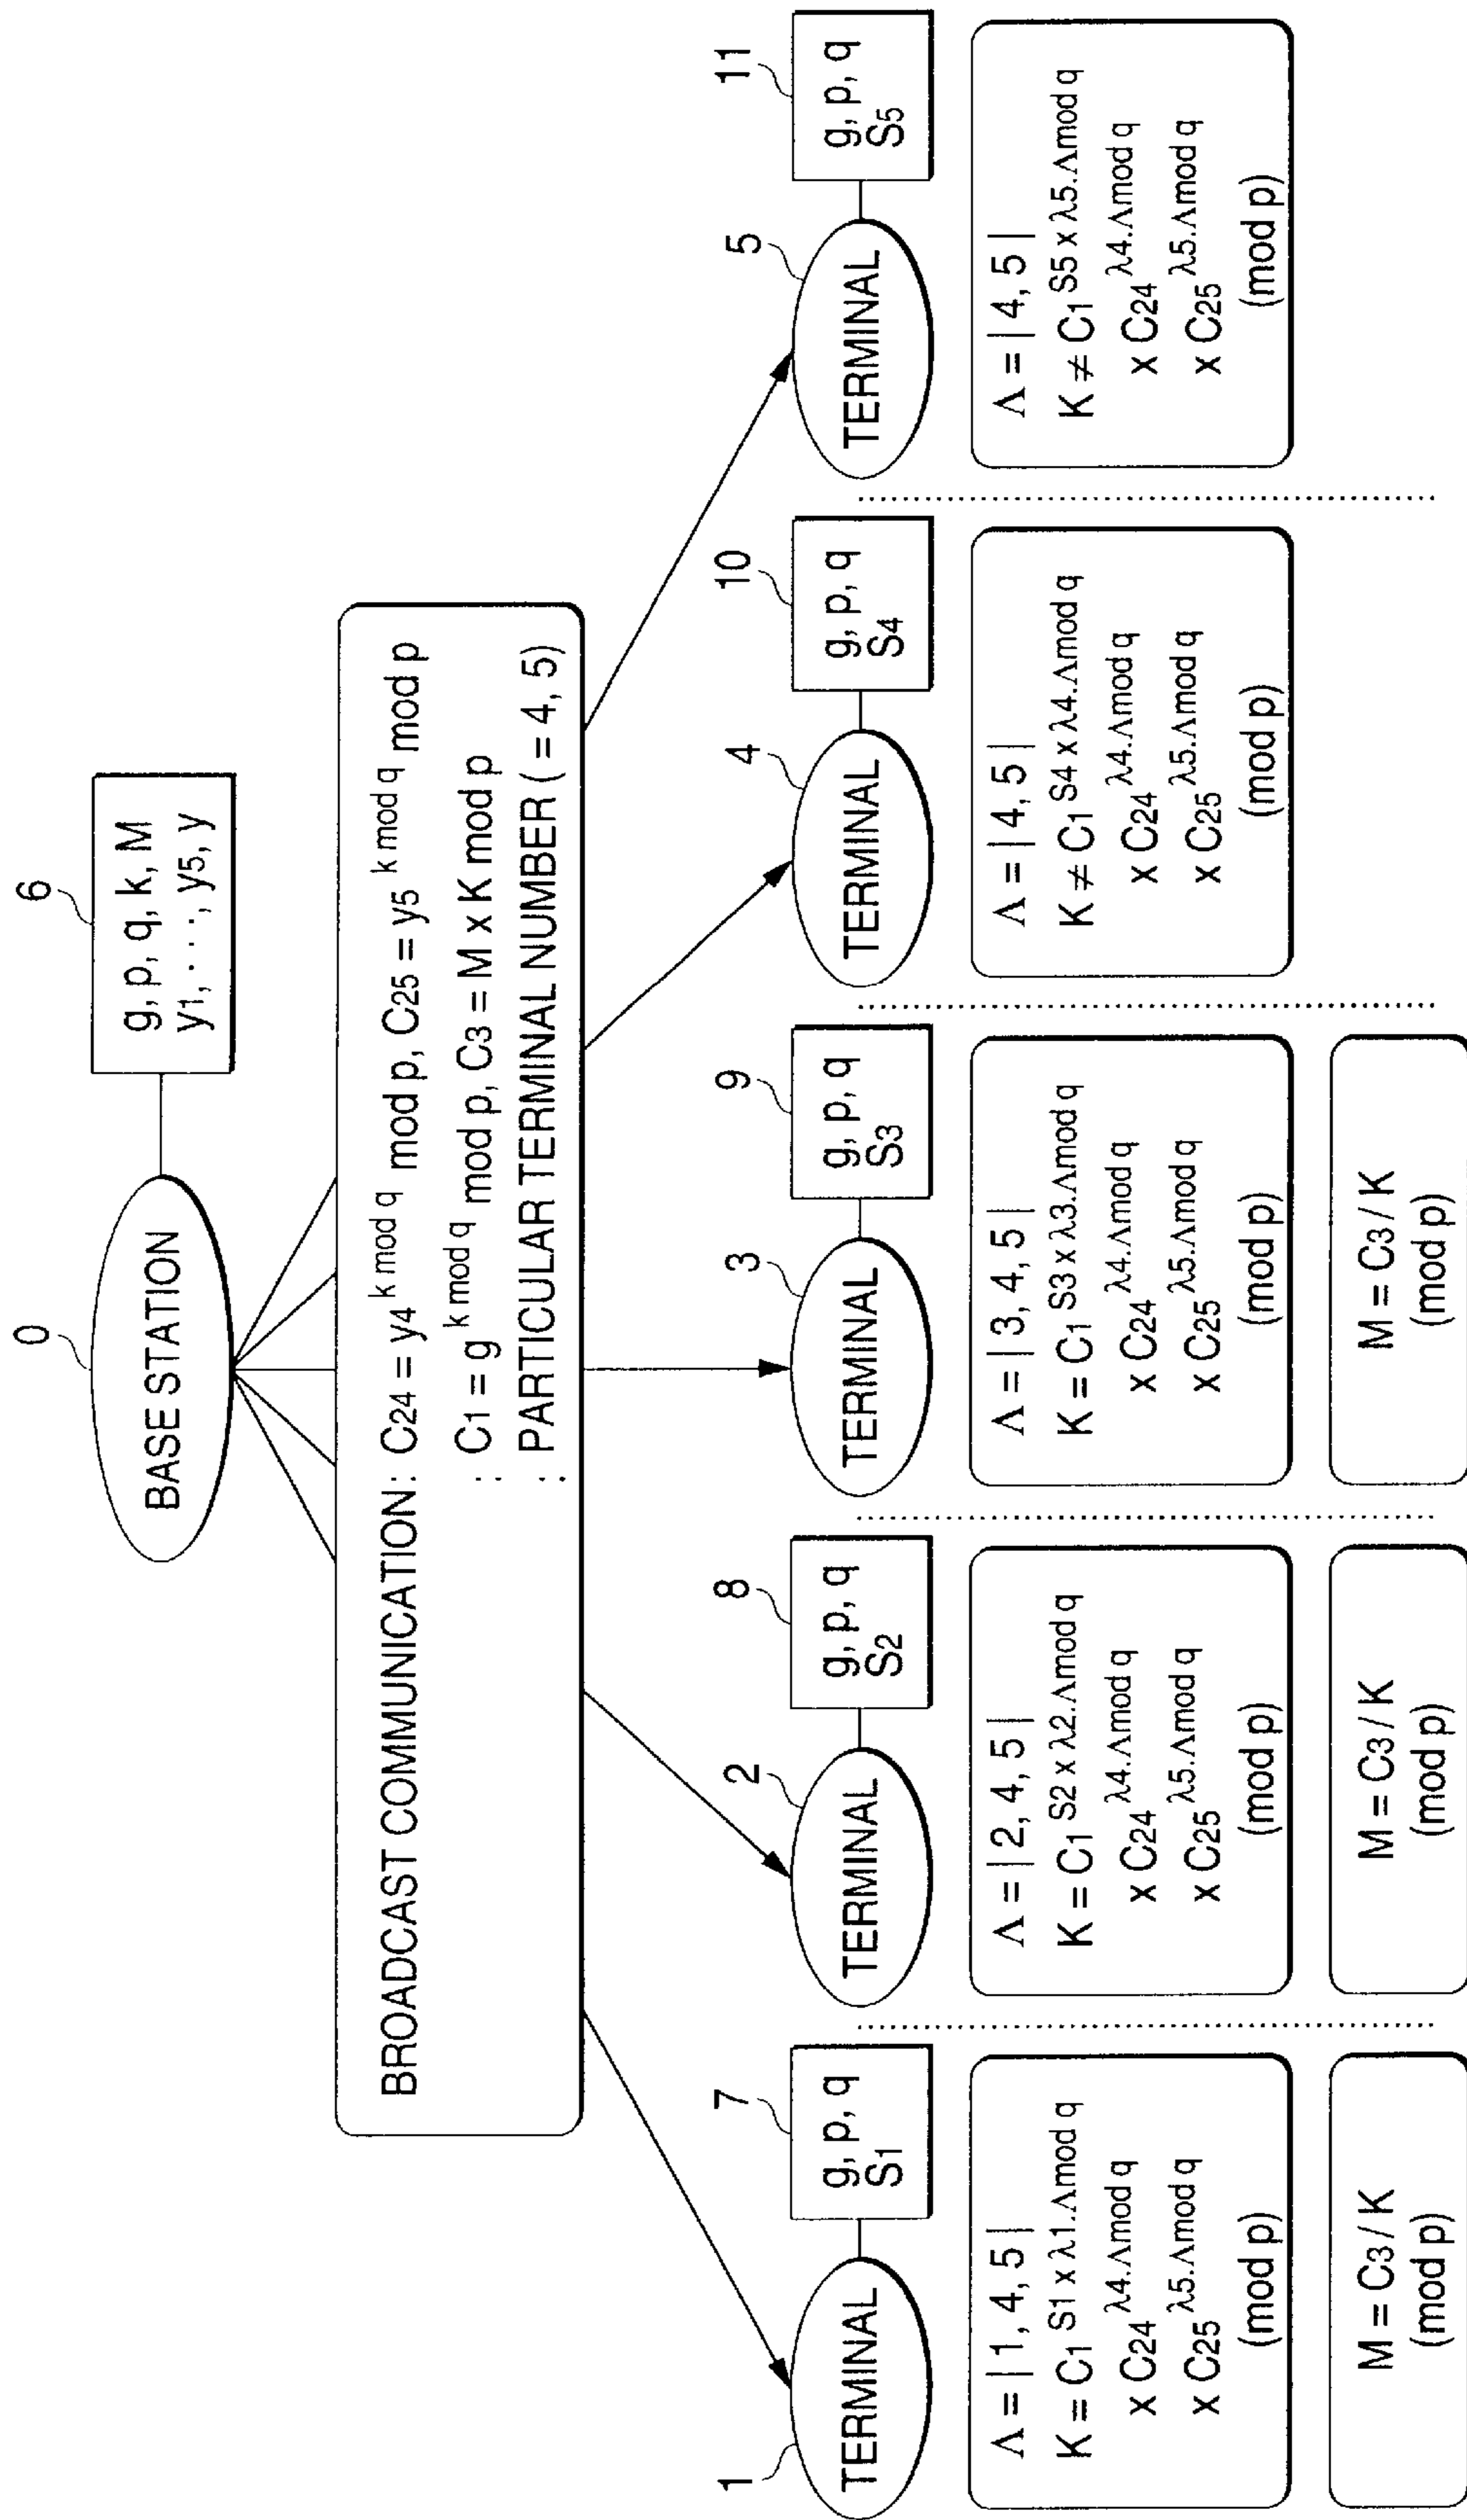 0
BASE STATION
6
g, p, q, k, M
y1, · · ·, y5, y
BROADCAST COMMUNICATION : C24 = y4 k mod q mod p, C25 = y5 k mod q mod p
: C1 = g k mod q mod p, C3 = M x K mod p
: PARTICULAR TERMINAL NUMBER ( = 4, 5)
1
TERMINAL
7
g, p, q
S1
Λ = | 1, 4, 5 |
K = C1 S1 x λ1.Λmod q
x C24 λ4.Λmod q
x C25 λ5.Λmod q
(mod p)
M = C3 / K
(mod p)
2
TERMINAL
8
g, p, q
S2
Λ = | 2, 4, 5 |
K = C1 S2 x λ2.Λmod q
x C24 λ4.Λmod q
x C25 λ5.Λmod q
(mod p)
M = C3 / K
(mod p)
3
TERMINAL
9
g, p, q
S3
Λ = | 3, 4, 5 |
K = C1 S3 x λ3.Λmod q
x C24 λ4.Λmod q
x C25 λ5.Λmod q
(mod p)
M = C3 / K
(mod p)
4
TERMINAL
10
g, p, q
S4
Λ = | 4, 5 |
K ≠ C1 S4 x λ4.Λmod q
x C24 λ4.Λmod q
x C25 λ5.Λmod q
(mod p)
5
TERMINAL
11
g, p, q
S5
Λ = | 4, 5 |
K ≠ C1 S5 x λ5.Λmod q
x C24 λ4.Λmod q
x C25 λ5.Λmod q
(mod p)